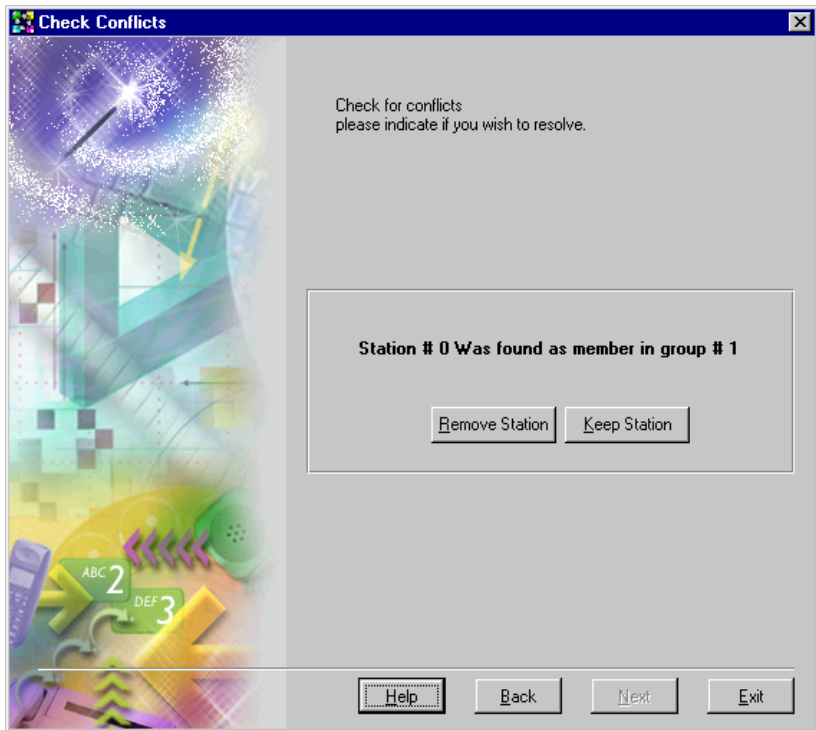 Check Conflicts
Check for conflicts
please indicate if you wish to resolve.
Station # 0 Was found as member in group # 1
Remove Station Keep Station
ABC 2
DEF 3
Help Back Next Exit